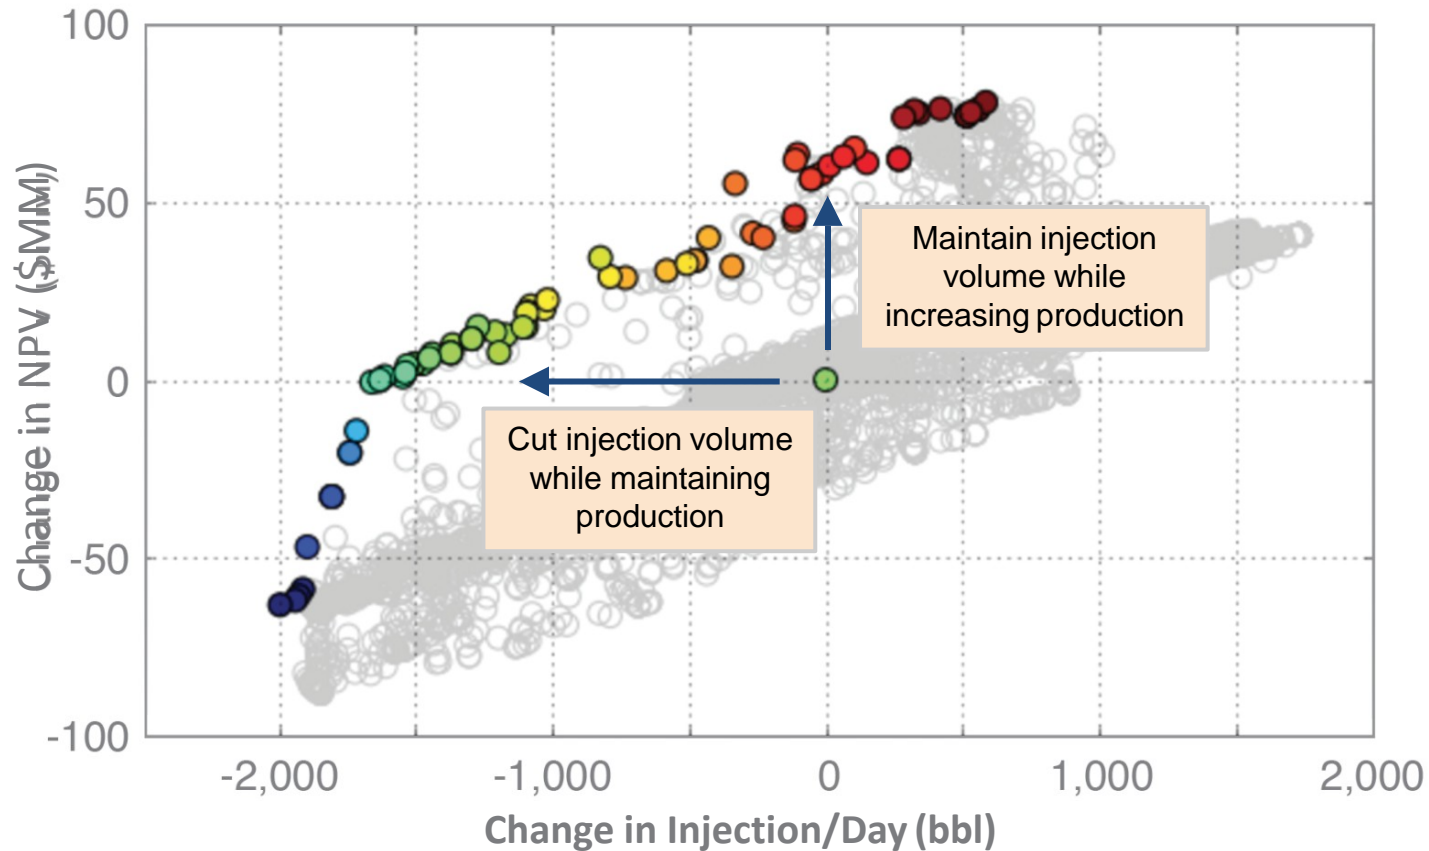 100
50
0
-50
-100
Change in NPV ($MM)
Maintain injection
volume while
increasing production
Cut injection volume
while maintaining
production
-2,000
-1,000
0
1,000
2,000
Change in Injection/Day (bbl)